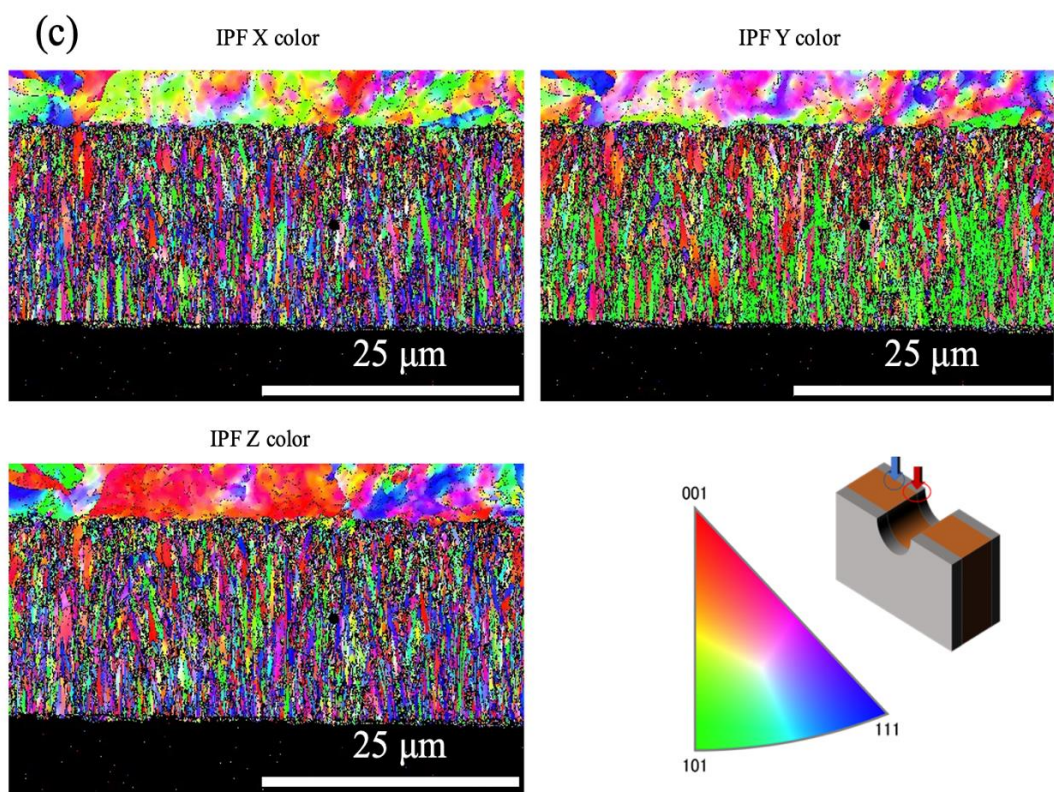 (c)
IPF X color
IPF Y color
25 μm
25 μm
IPF Z color
25 μm
001
101
111